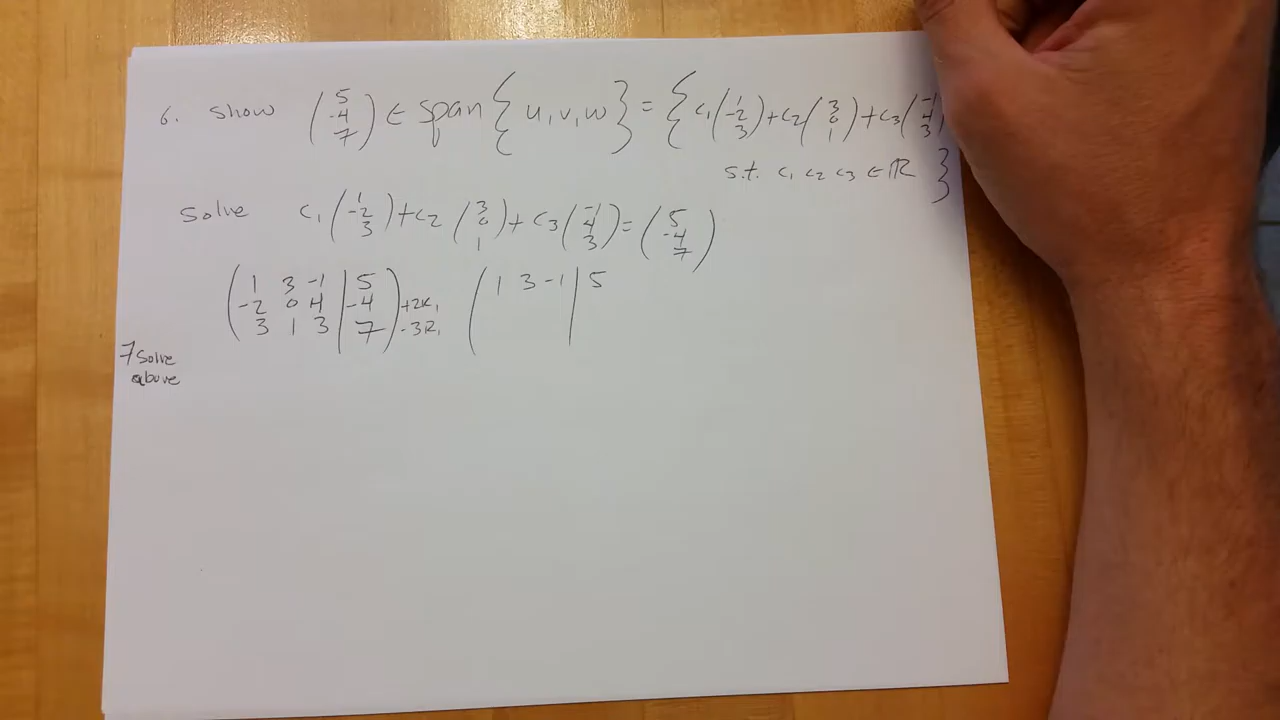 6. Show (5 -4 7) ∈ span { u, v, w } = { c₁(1 -2 3) + c₂(3 0 1) + c₃(-1 4 3)
s.t. c₁ c₂ c₃ ∈ ℝ }
Solve c₁(1 -2 3) + c₂(3 0 1) + c₃(-1 4 3) = (5 -4 7)
( 1 3 -1 | 5 ( 1 3 -1 | 5
-2 0 4 | -4 +2R₁
3 1 3 | 7 ) -3R₁
7 Solve
above